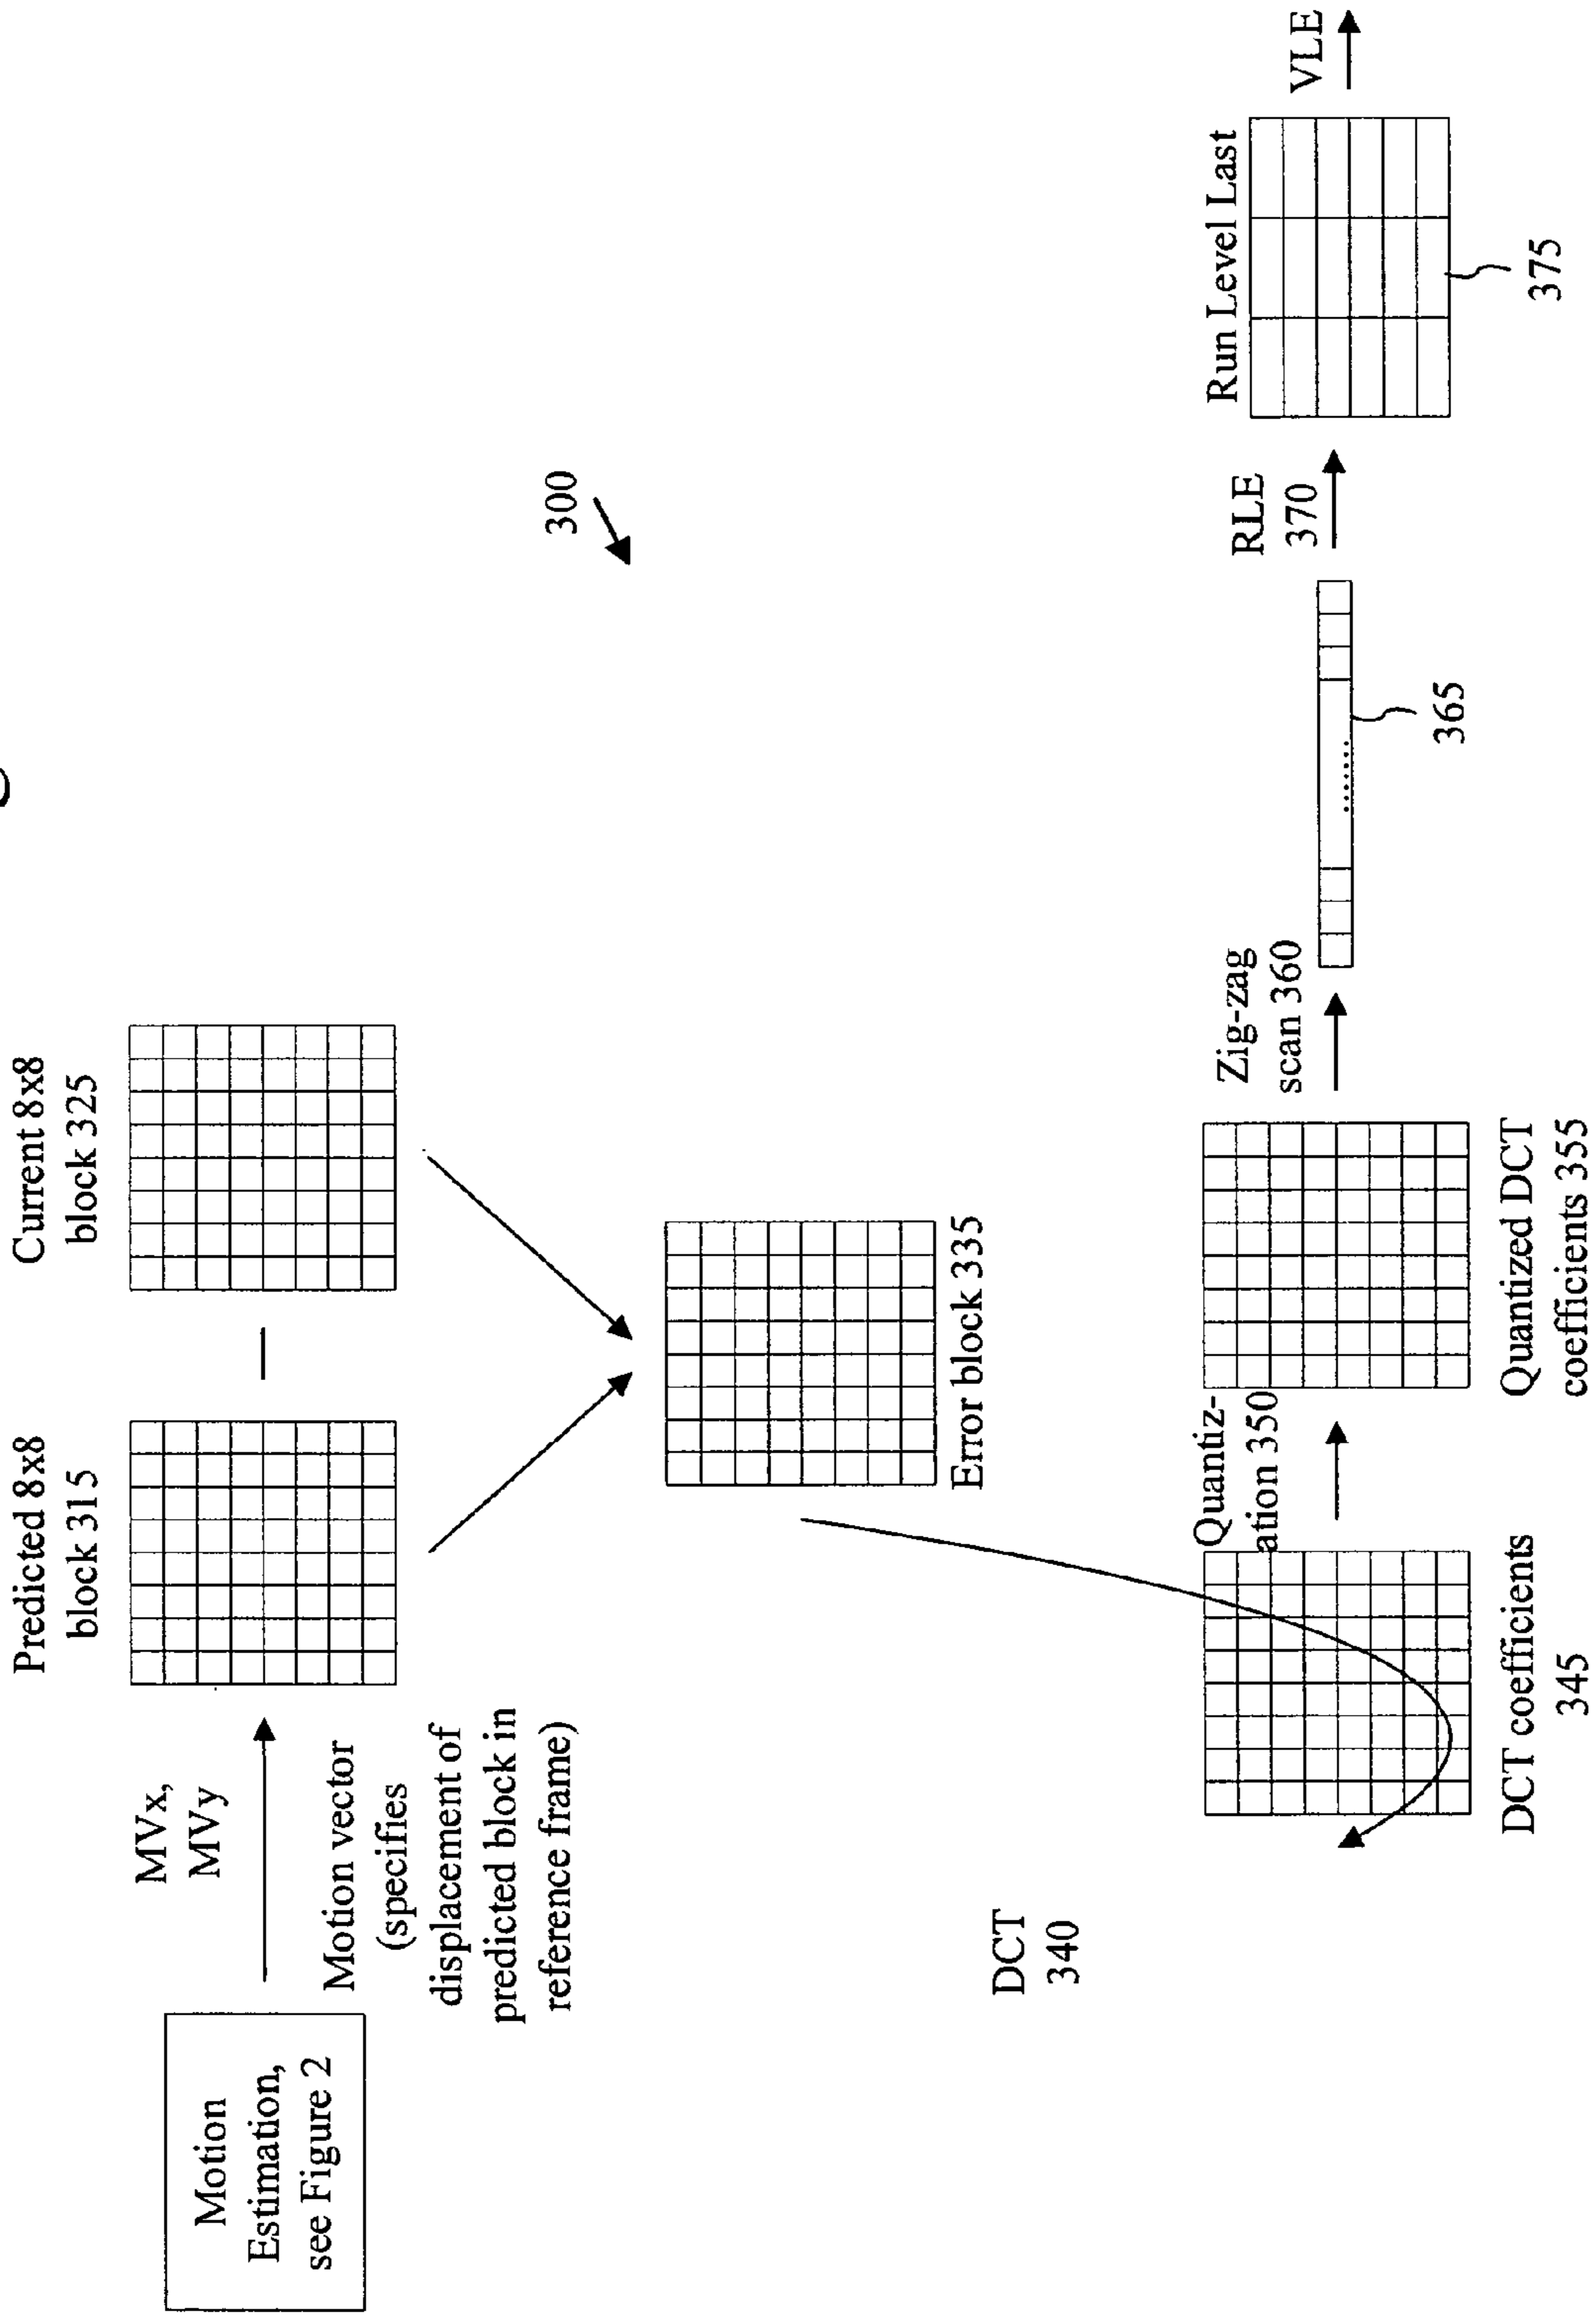 Motion
Estimation,
see Figure 2
MVx,
MVy
Motion vector
(specifies
displacement of
predicted block in
reference frame)
Predicted 8x8
block 315
Current 8x8
block 325
300
Error block 335
DCT
340
DCT coefficients
345
Quantiz-
ation 350
Quantized DCT
coefficients 355
Zig-zag
scan 360
365
RLE
370
Run Level Last
375
VLE